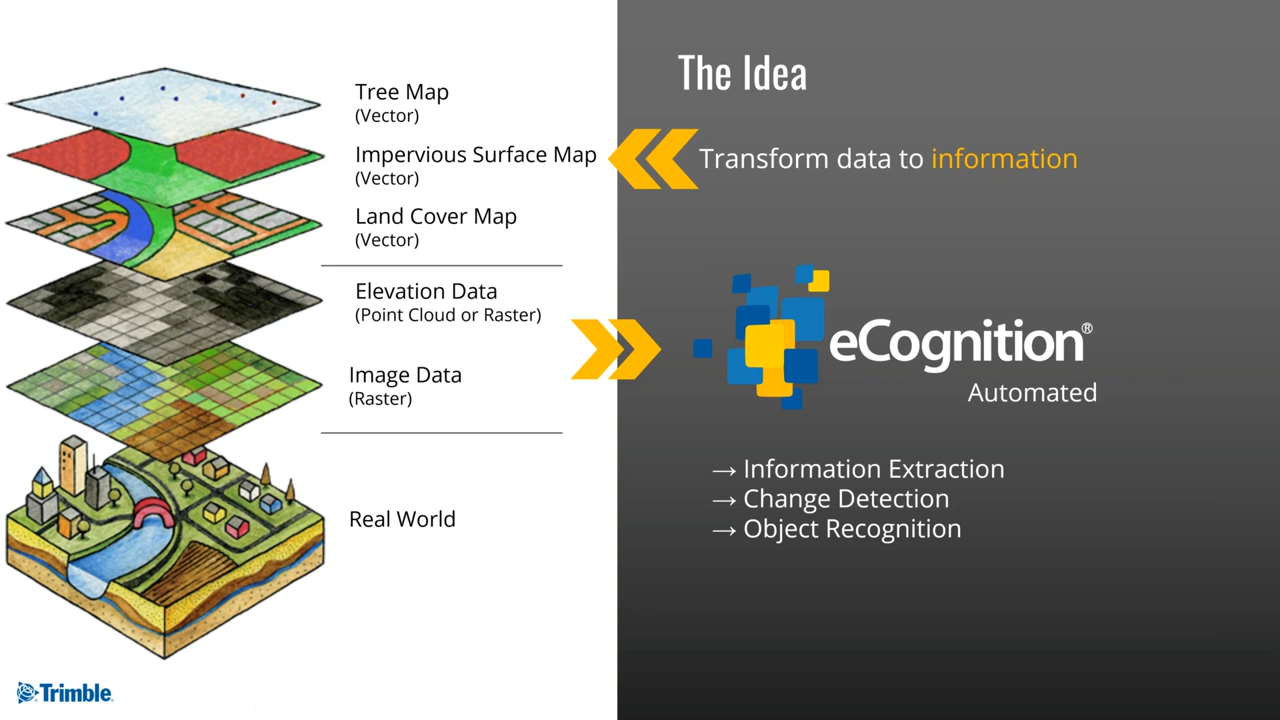 Tree Map
(Vector)
Impervious Surface Map
(Vector)
Land Cover Map
(Vector)
Elevation Data
(Point Cloud or Raster)
Image Data
(Raster)
Real World
Trimble
The Idea
Transform data to information
eCognition®
Automated
→ Information Extraction
→ Change Detection
→ Object Recognition